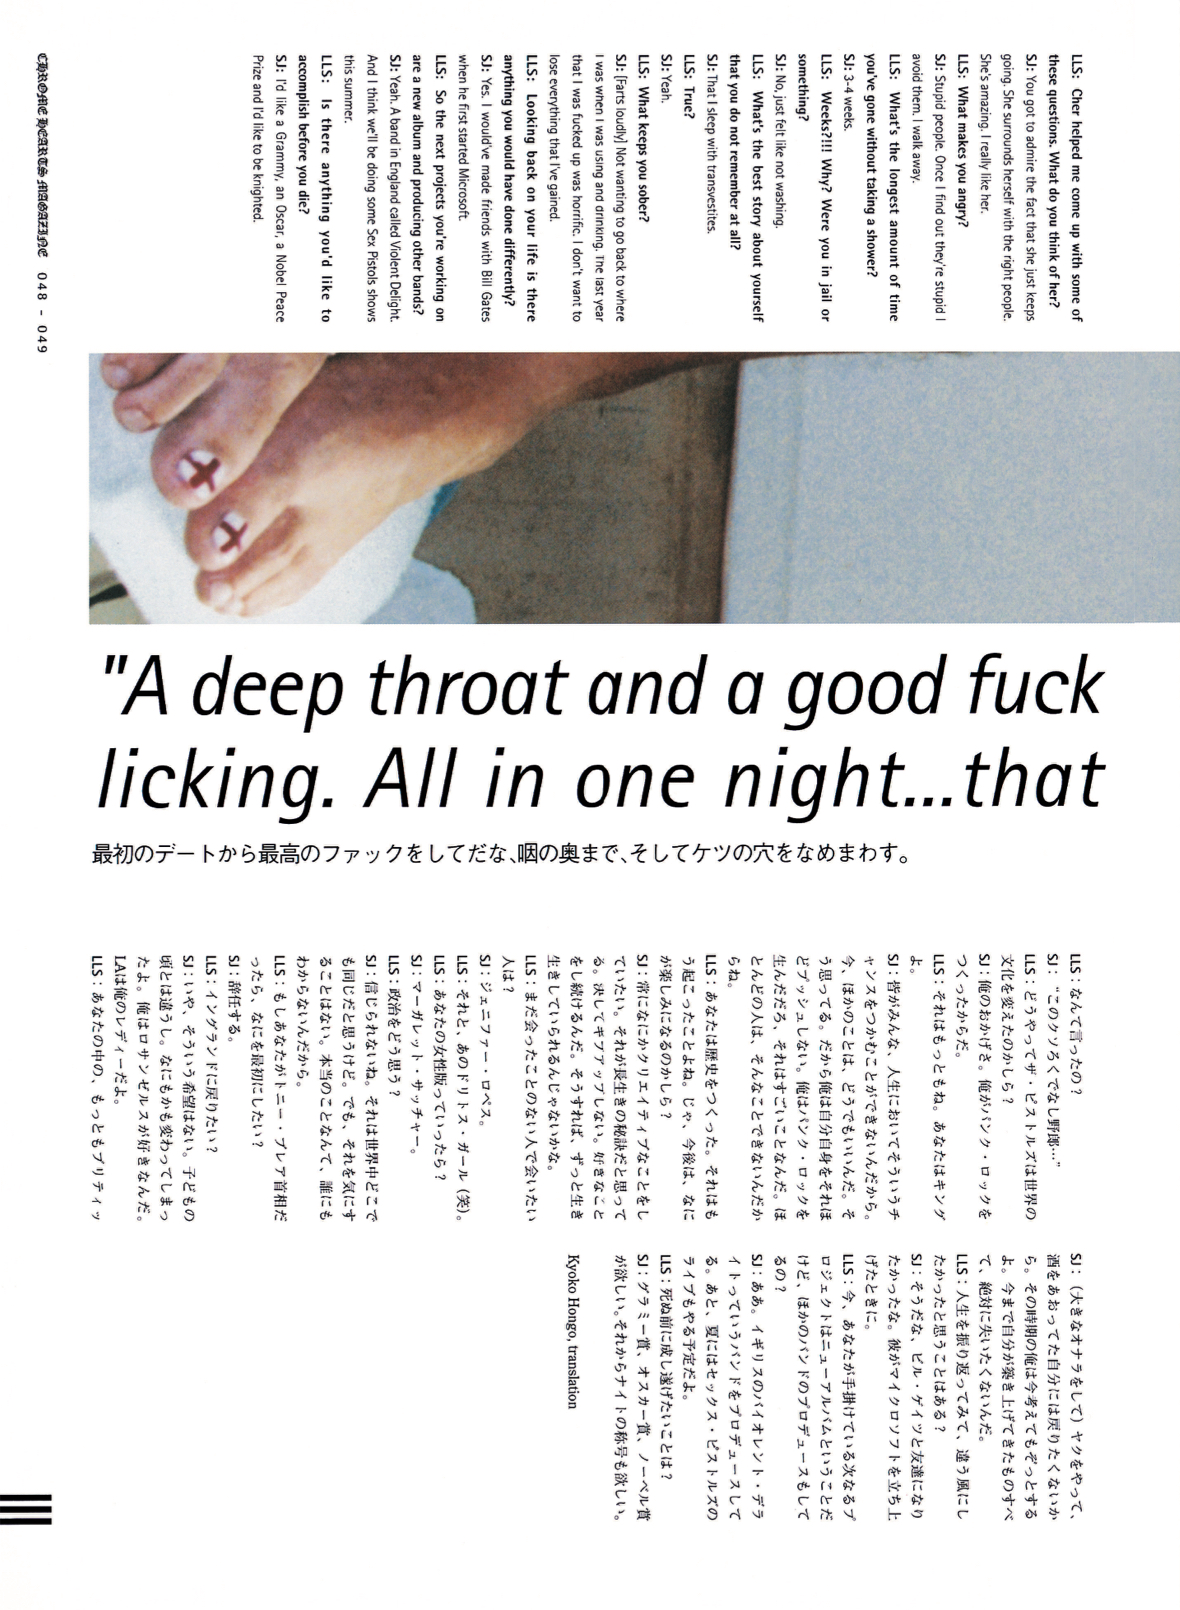 CHROME HEARTS MAGAZINE 048 - 049
LLS: Cher helped me come up with some of
these questions. What do you think of her?
SJ: You got to admire the fact that she just keeps
going. She surrounds herself with the right people.
She's amazing. I really like her.
LLS: What makes you angry?
SJ: Stupid people. Once I find out they're stupid I
avoid them. I walk away.
LLS: What's the longest amount of time
you've gone without taking a shower?
SJ: 3-4 weeks.
LLS: Weeks?!!! Why? Were you in jail or
something?
SJ: No, just felt like not washing.
LLS: What's the best story about yourself
that you do not remember at all?
SJ: That I sleep with transvestites.
LLS: True?
SJ: Yeah.
LLS: What keeps you sober?
SJ: [Farts loudly] Not wanting to go back to where
I was when I was using and drinking. The last year
that I was fucked up was horrific. I don't want to
lose everything that I've gained.
LLS: Looking back on your life is there
anything you would have done differently?
SJ: Yes. I would've made friends with Bill Gates
when he first started Microsoft.
LLS: So the next projects you're working on
are a new album and producing other bands?
SJ: Yeah. A band in England called Violent Delight.
And I think we'll be doing some Sex Pistols shows
this summer.
LLS: Is there anything you'd like to
accomplish before you die?
SJ: I'd like a Grammy, an Oscar, a Nobel Peace
Prize and I'd like to be knighted.
"A deep throat and a good fuck
licking. All in one night...that
最初のデートから最高のファックをしてだな、咽の奥まで、そしてケツの穴をなめまわす。
LLS：なんて言ったの？
SJ：“このクソろくでなし野郎…”
LLS：どうやってザ・ピストルズは世界の
文化を変えたのかしら？
SJ：俺のおかげさ。俺がパンク・ロックを
つくったからだ。
LLS：それはもっともね。あなたはキング
よ。
SJ：皆がみんな、人生においてそういうチ
ャンスをつかむことができないんだから。
今、ほかのことは、どうでもいいんだ。そ
う思ってる。だから俺は自分自身をそれほ
どプッシュしない。俺はパンク・ロックを
生んだだろ、それはすごいことなんだ。ほ
とんどの人は、そんなことできないんだか
らね。
LLS：あなたは歴史をつくった。それはも
う起こったことよね。じゃ、今後は、なに
が楽しみになるのかしら？
SJ：常になにかクリエイティブなことをし
ていたい。それが長生きの秘訣だと思って
る。決してギブアップしない。好きなこと
をし続けるんだ。そうすれば、ずっと生き
生きしていられるんじゃないかな。
LLS：まだ会ったことのない人で会いたい
人は？
SJ：ジェニファー・ロペス。
LLS：それと、あのドリトス・ガール（笑）。
LLS：あなたの女性版っていったら？
SJ：マーガレット・サッチャー。
LLS：政治をどう思う？
SJ：信じられないね。それは世界中どこで
も同じだと思うけど。でも、それを気にす
ることはない。本当のことなんて、誰にも
わからないんだから。
LLS：もしあなたがトニー・ブレア首相だ
ったら、なにを最初にしたい？
SJ：辞任する。
LLS：イングランドに戻りたい？
SJ：いや、そういう希望はない。子どもの
頃とは違うし。なにもかも変わってしまっ
たよ。俺はロサンゼルスが好きなんだ。
LAは俺のレディーだよ。
LLS：あなたの中の、もっともブリティッ
SJ：（大きなオナラをして）ヤクをやって、
酒をあおってた自分には戻りたくないか
ら。その時期の俺は今考えてもぞっとする
よ。今まで自分が築き上げてきたものすべ
て、絶対に失いたくないんだ。
LLS：人生を振り返ってみて、違う風にし
たかったと思うことはある？
SJ：そうだな、ビル・ゲイツと友達になり
たかったな。彼がマイクロソフトを立ち上
げたときに。
LLS：今、あなたが手掛けている次なるプ
ロジェクトはニューアルバムということだ
けど、ほかのバンドのプロデュースもして
るの？
SJ：ああ。イギリスのバイオレント・デラ
イトっていうバンドをプロデュースして
る。あと、夏にはセックス・ピストルズの
ライブもやる予定だよ。
LLS：死ぬ前に成し遂げたいことは？
SJ：グラミー賞、オスカー賞、ノーベル賞
が欲しい。それからナイトの称号も欲しい。
Kyoko Hongo, translation